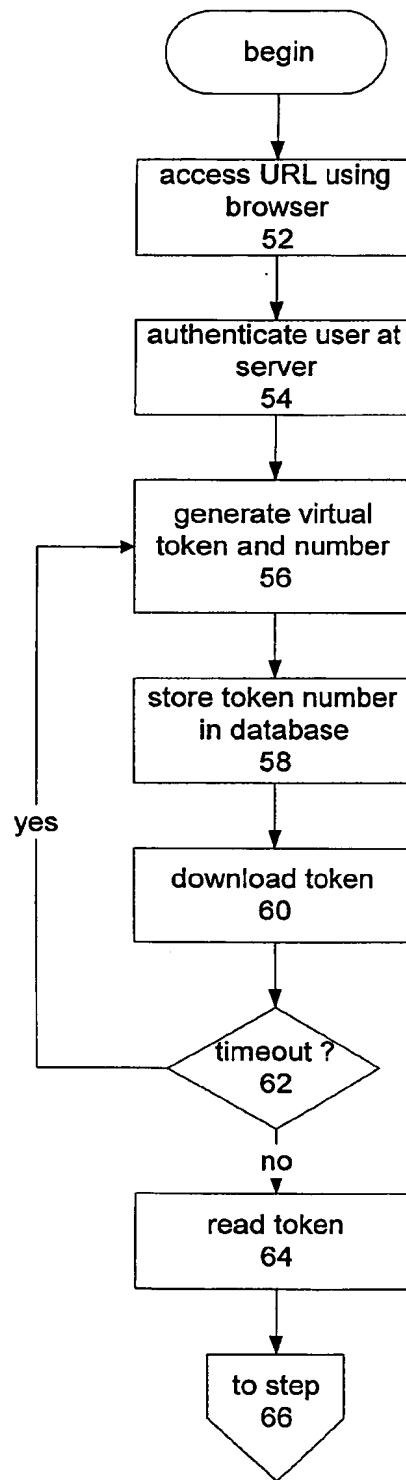 begin
access URL using
browser
52
authenticate user at
server
54
generate virtual
token and number
56
store token number
in database
58
yes
download token
60
timeout ?
62
no
read token
64
to step
66